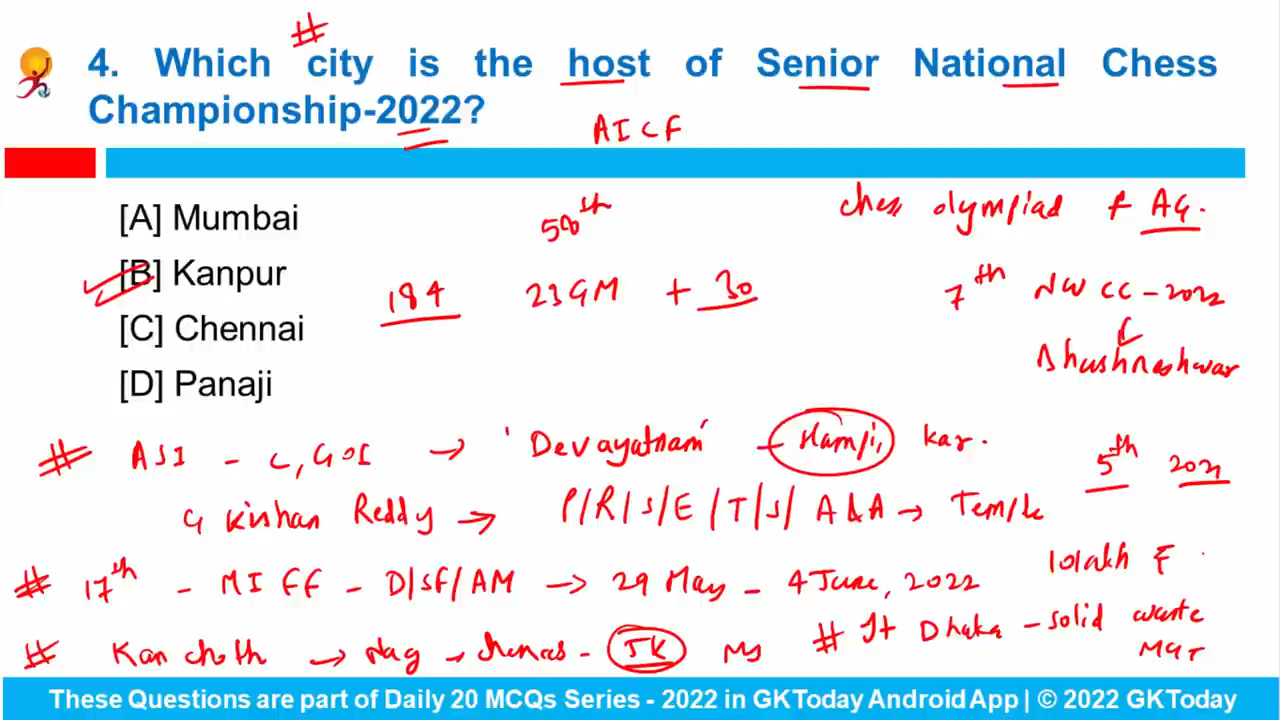 #
4. Which city is the host of Senior National Chess
Championship-2022?
AICF
[A] Mumbai
58th
chess olympiad & AG.
[B] Kanpur
184 23GM + 30
7th NWCC-2022
[C] Chennai
[D] Panaji
# ASI - C, GOI → 'Devayatnam' - Hampi, Kar.
5th 2021
G Kishan Reddy → P/R/S/E/T/S/ A&A → Temple
# 17th - MIFF - D/SF/AM → 29 May - 4 June, 2022
10 lakh ₹
# Kanchoth → Nag → - JK
# Dhaka - solid waste
MGT
These Questions are part of Daily 20 MCQs Series - 2022 in GKToday Android App | © 2022 GKToday